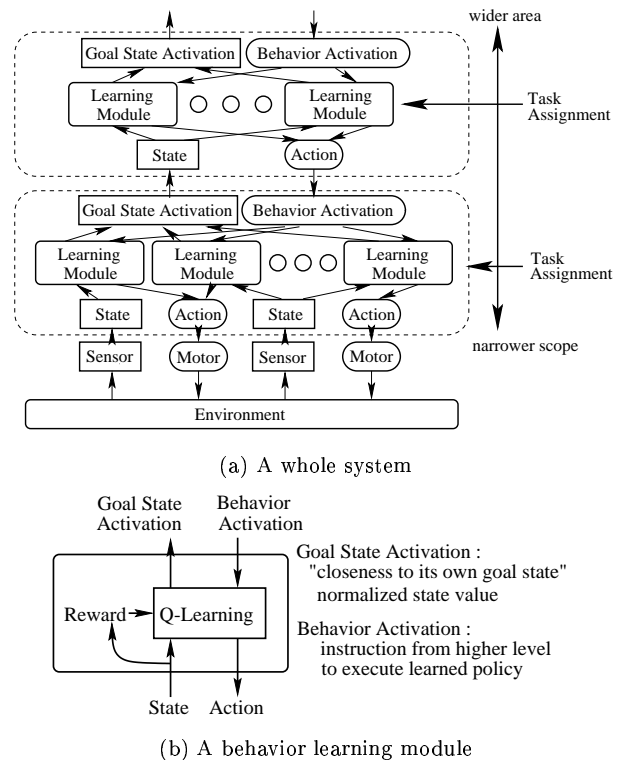 wider area
Goal State Activation
Behavior Activation
Learning
Module
Learning
Module
Task
Assignment
State
Action
Goal State Activation
Behavior Activation
Learning
Module
Learning
Module
Learning
Module
Task
Assignment
State
Action
State
Action
narrower scope
Sensor
Motor
Sensor
Motor
Environment
(a) A whole system
Goal State
Activation
Behavior
Activation
Goal State Activation :
"closeness to its own goal state"
normalized state value
Reward
Q-Learning
Behavior Activation :
instruction from higher level
to execute learned policy
State
Action
(b) A behavior learning module